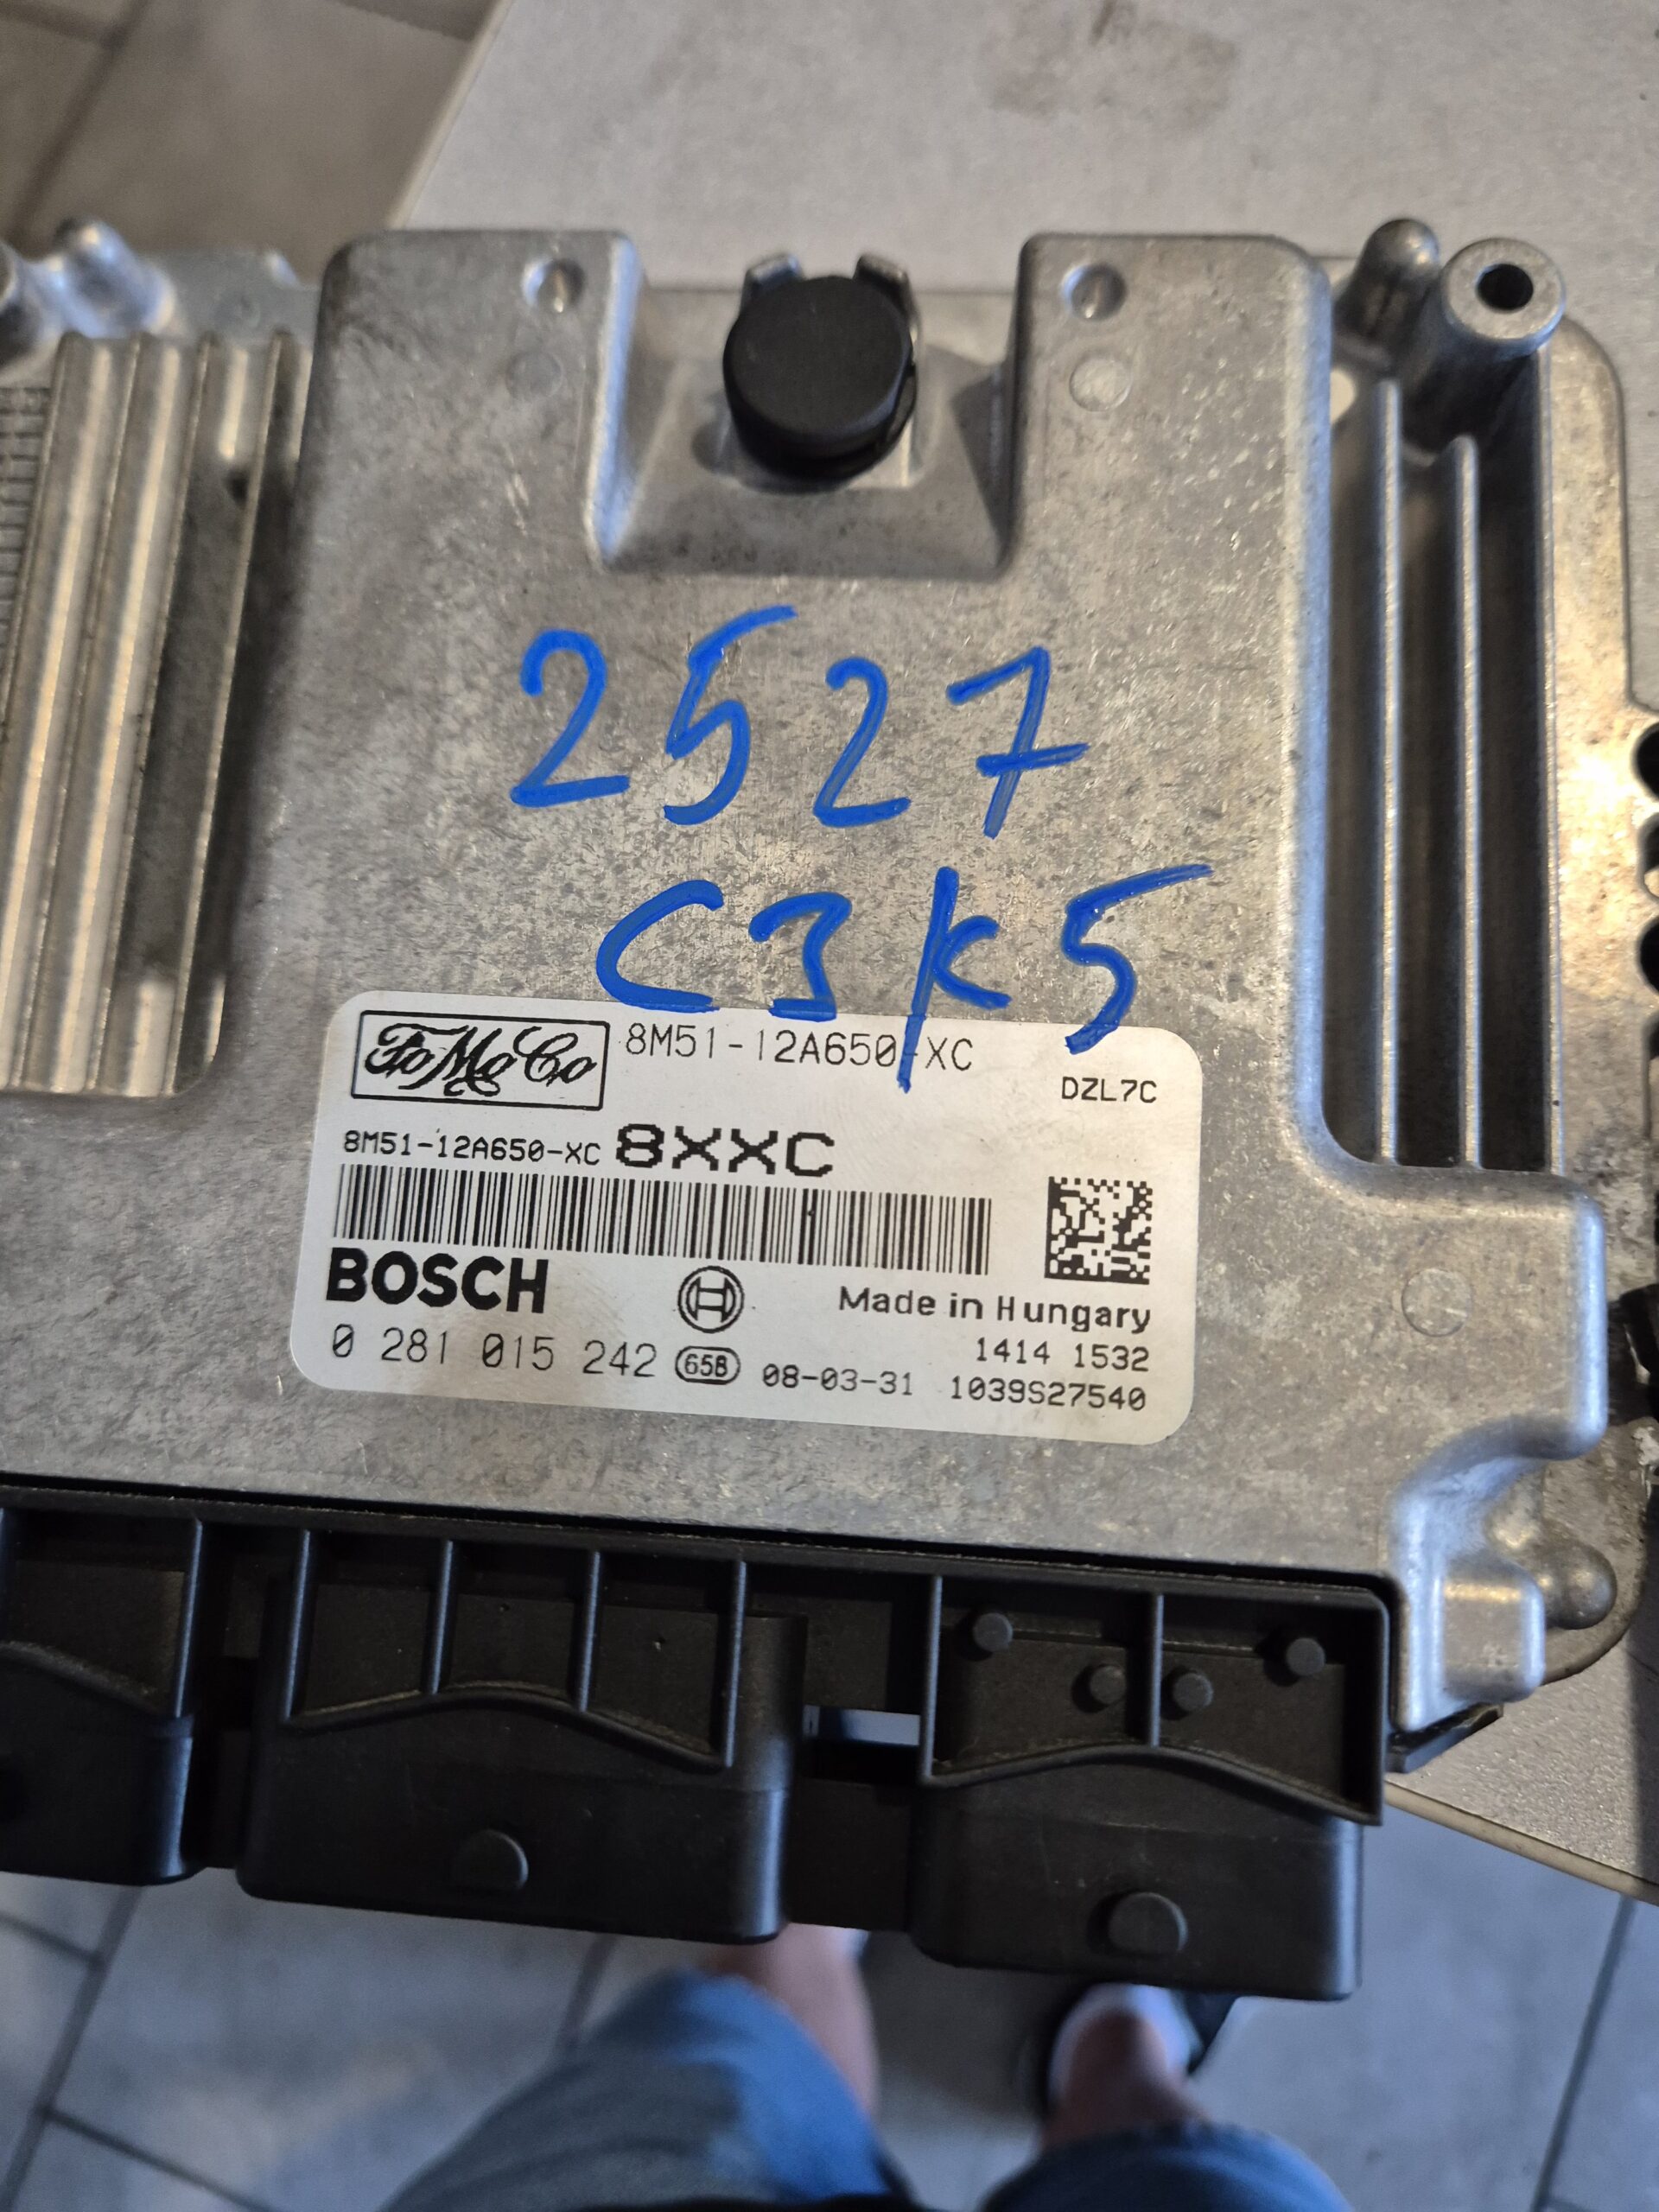 2527
C3K5
FoMoCo 8M51-12A650-XC
DZL7C
8M51-12A650-XC 8XXC
BOSCH
Made in Hungary
1414 1532
0 281 015 242 65B 08-03-31 1039S27540